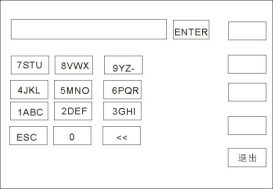 ENTER
7STU 8VWX 9YZ-
4JKL 5MNO 6PQR
1ABC 2DEF 3GHI
ESC 0 <<
退出